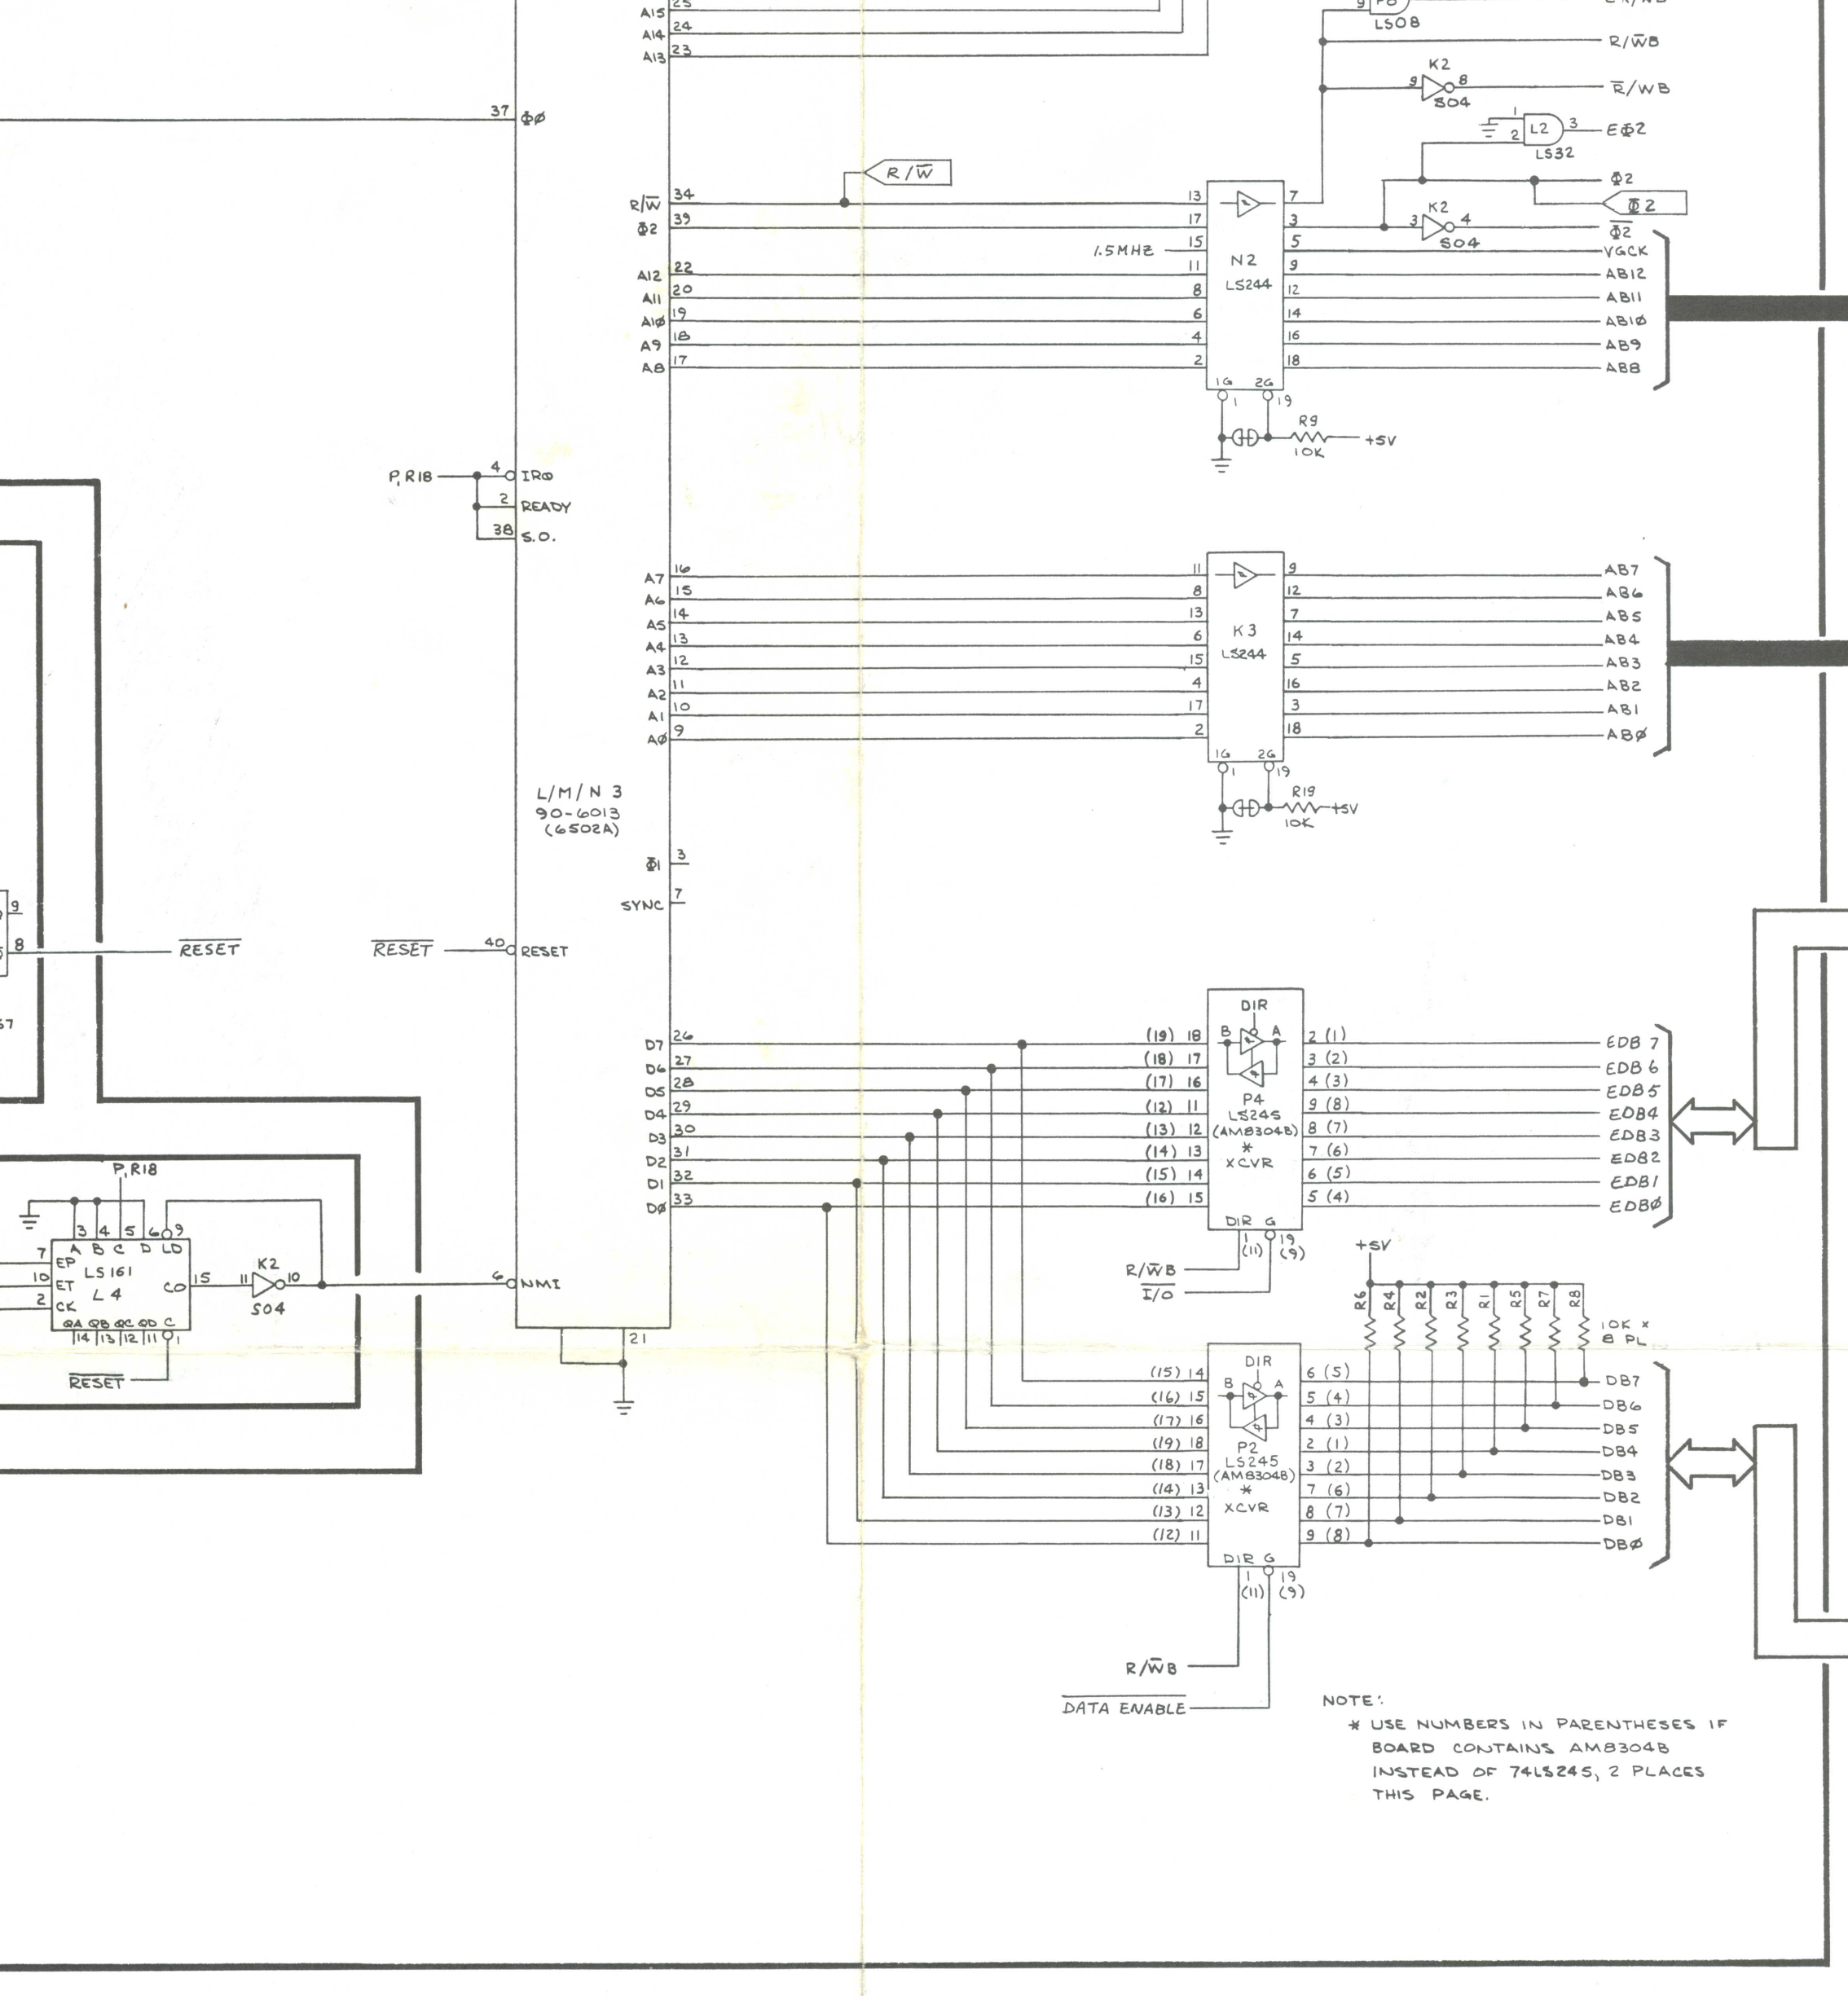 A15 25
A14 24
A13 23
9
LS08
R/W̅B
K2
9 8
S04
R̅/WB
37 Φ0
1
2 L2 3 EΦ2
LS32
R/W̅
R/W̅ 34 13 7
Φ2
Φ2
Φ2 39 17 3
K2
3 4
S04
Φ̅2̅
1.5MHZ 15 5 VGCK
N2
LS244
A12 22 11 9 AB12
A11 20 8 12 AB11
A1Ø 19 6 14 AB1Ø
A9 18 4 16 AB9
A8 17 2 18 AB8
1G 2G
1 19
R9
10K
+5V
P,R18
4 IRQ
2 READY
38 S.O.
A7 16 11 9 AB7
A6 15 8 12 AB6
A5 14 13 7 AB5
A4 13 6 14 AB4
K3
LS244
A3 12 15 5 AB3
A2 11 4 16 AB2
A1 10 17 3 AB1
AØ 9 2 18 ABØ
1G 2G
1 19
R19
10K
+5V
L/M/N 3
90-6013
(6502A)
Φ1 3
SYNC 7
9
8 R̅E̅S̅E̅T̅
R̅E̅S̅E̅T̅ 40 RESET
57
DIR
B A
D7 26 (19) 18 2 (1) EDB 7
D6 27 (18) 17 3 (2) EDB 6
D5 28 (17) 16 4 (3) EDB5
D4 29 (12) 11 9 (8) EDB4
D3 30 (13) 12 8 (7) EDB3
D2 31 (14) 13 7 (6) EDB2
D1 32 (15) 14 6 (5) EDB1
DØ 33 (16) 15 5 (4) EDBØ
P4
LS245
(AM8304B)
*
XCVR
DIR G
1 19
(11) (9)
R/W̅B
I̅/̅O̅
P,R18
3 4 5 6 9
A B C D LD
7 EP
10 ET
2 CK
LS161
L4
CO 15
QA QB QC QD C
14 13 12 11 1
R̅E̅S̅E̅T̅
K2
11 10
S04
6 NMI
21
+5V
R6 R4 R2 R3 R1 R5 R7 R8
10K ×
8 PL
DIR
B A
(15) 14 6 (5) DB7
(16) 15 5 (4) DB6
(17) 16 4 (3) DB5
(19) 18 2 (1) DB4
(18) 17 3 (2) DB3
(14) 13 7 (6) DB2
(13) 12 8 (7) DB1
(12) 11 9 (8) DBØ
P2
LS245
(AM8304B)
*
XCVR
DIR G
1 19
(11) (9)
R/W̅B
D̅A̅T̅A̅ E̅N̅A̅B̅L̅E̅
NOTE:
* USE NUMBERS IN PARENTHESES IF
BOARD CONTAINS AM8304B
INSTEAD OF 74LS245, 2 PLACES
THIS PAGE.